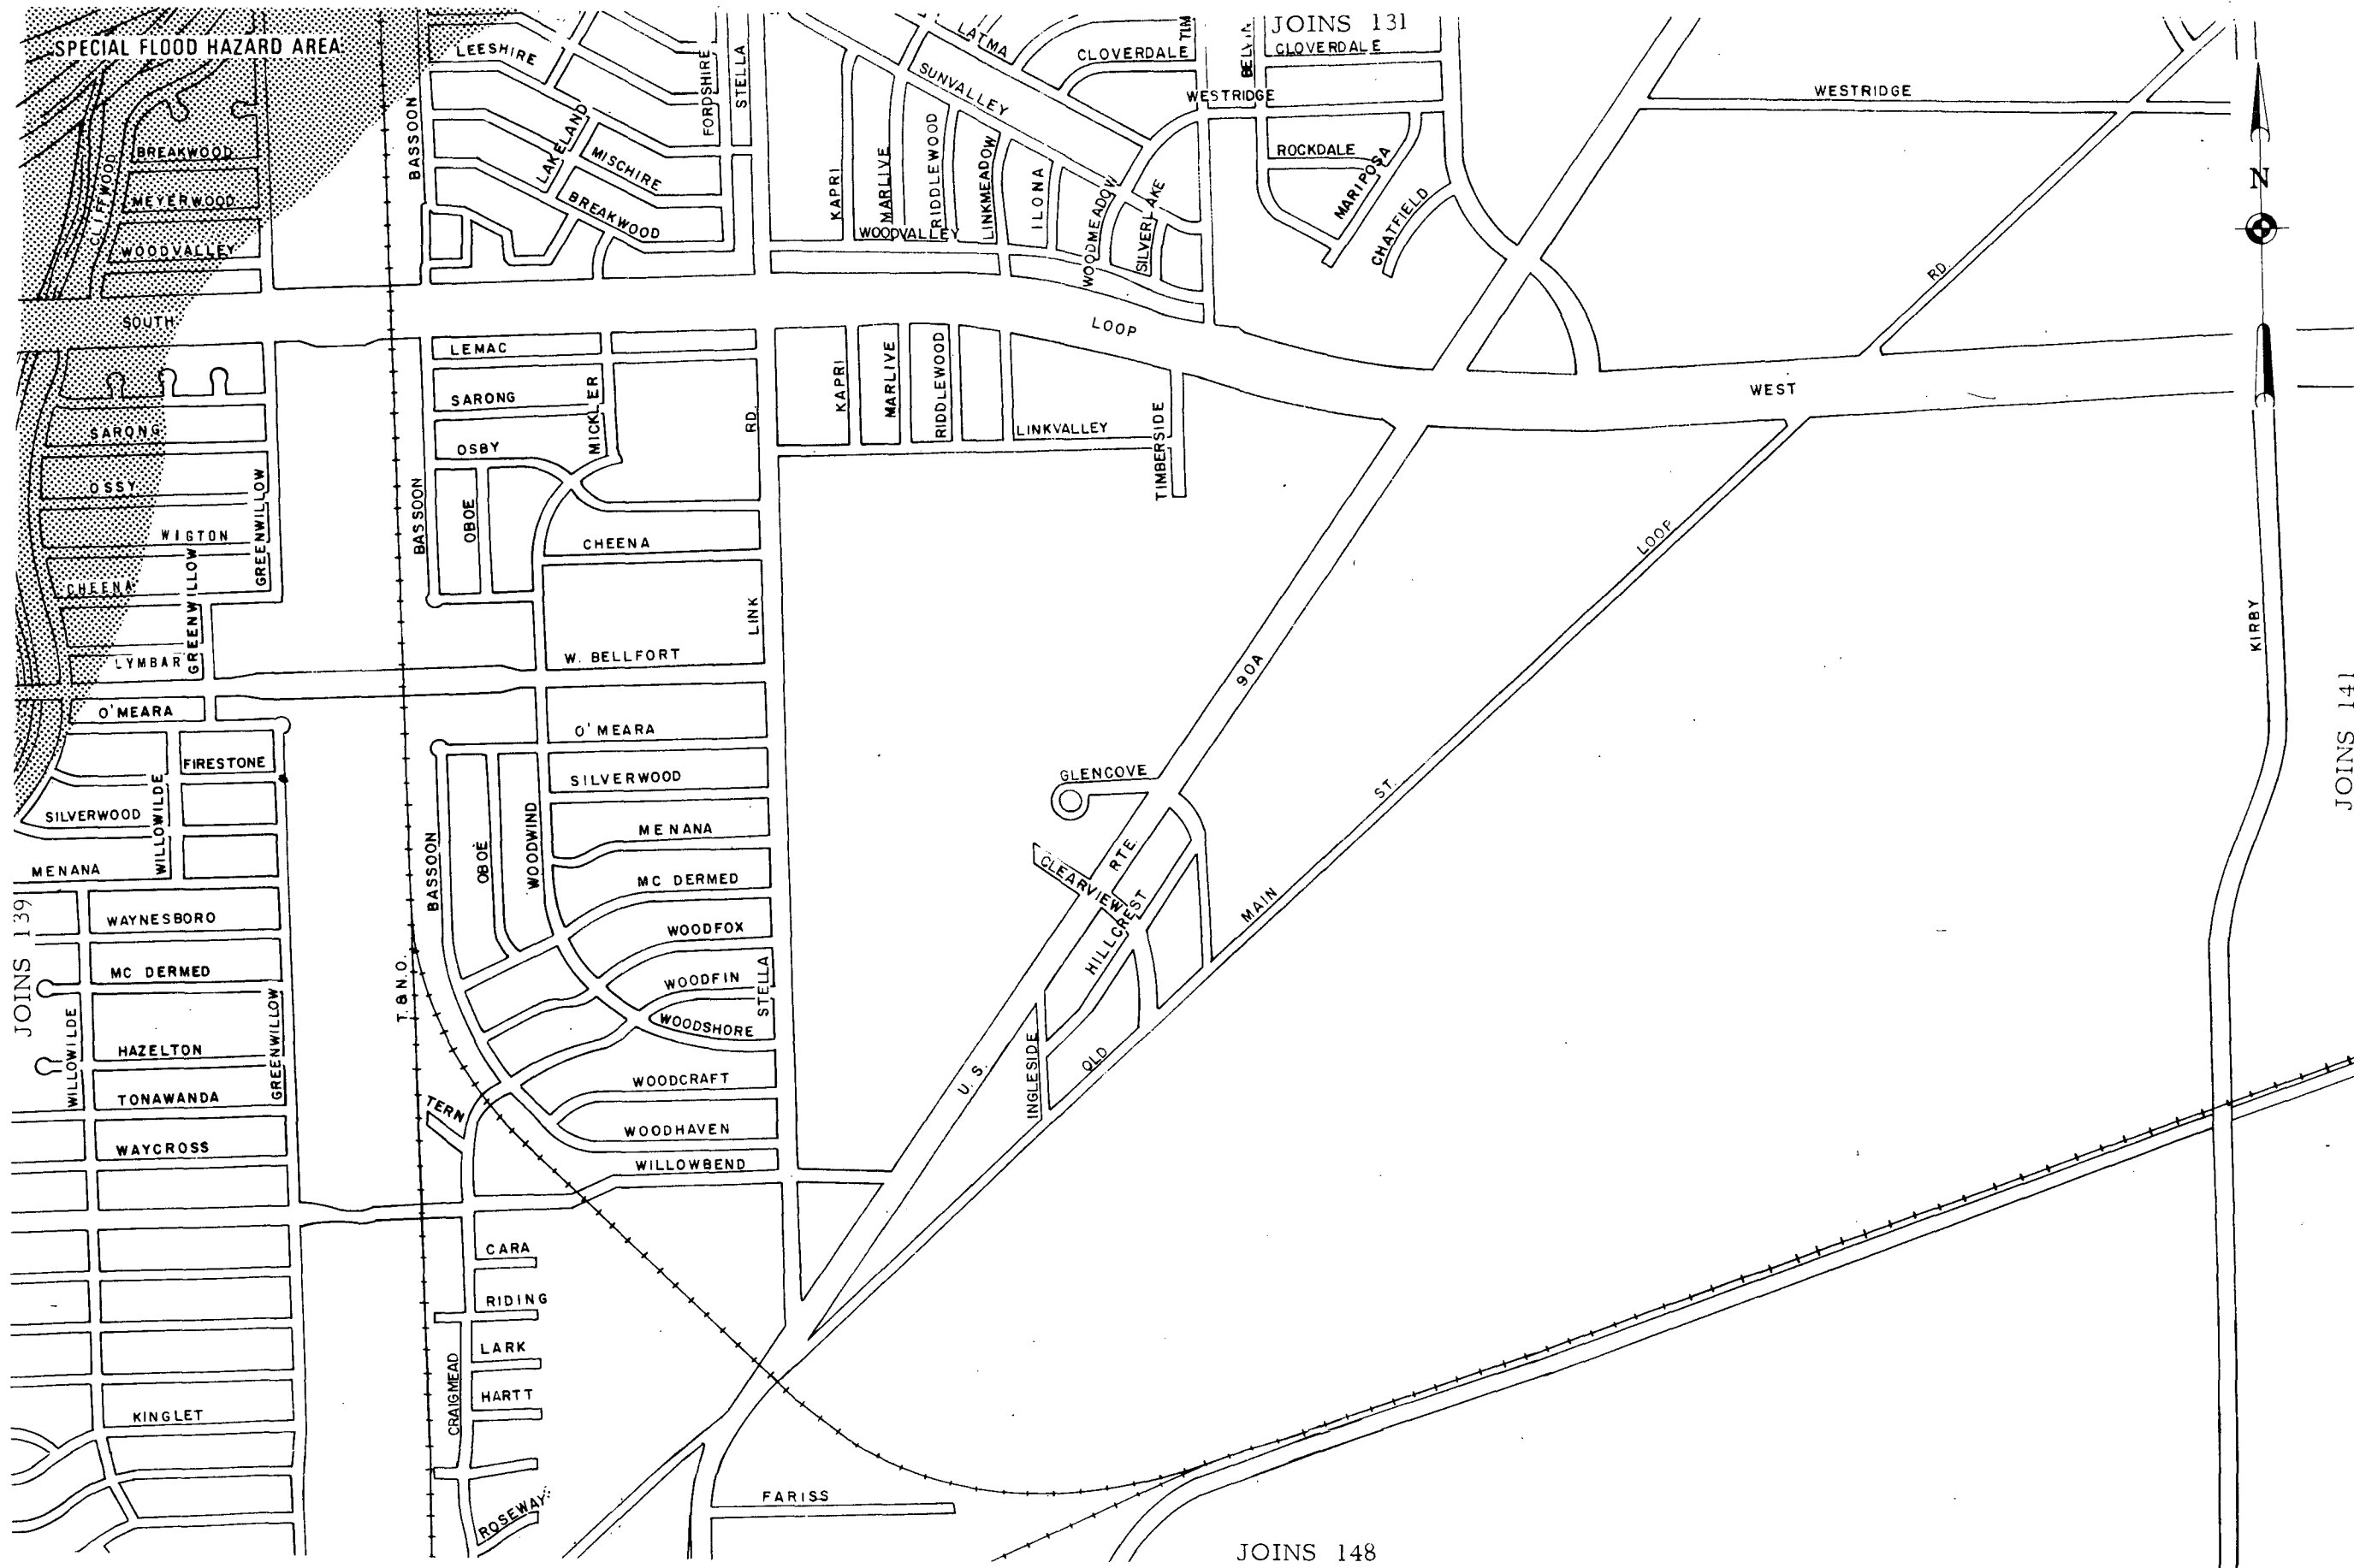 SPECIAL FLOOD HAZARD AREA
JOINS 131
LEESHIRE
FORDSHIRE
STELLA
LATMA
CLOVERDALE
TIM
BELVIN
CLOVERDALE
SUNVALLEY
WESTRIDGE
WESTRIDGE
BASSOON
LAKELAND
MISCHIRE
BREAKWOOD
BREAKWOOD
MEYERWOOD
CLIFFWOOD
WOODVALLEY
KAPRI
MARLIVE
RIDDLEWOOD
LINKMEADOW
ILONA
WOODMEADOW
SILVERLAKE
WOODVALLEY
ROCKDALE
MARIPOSA
CHATFIELD
N
RD.
SOUTH
LOOP
WEST
LEMAC
SARONG
MICKLER
OSBY
RD.
KAPRI
MARLIVE
RIDDLEWOOD
LINKVALLEY
TIMBERSIDE
SARONG
OSSY
GREENWILLOW
WIGTON
GREENWILLOW
CHEENA
LYMBAR
BASSOON
OBOE
CHEENA
LINK
W. BELLFORT
LOOP
KIRBY
90A
JOINS 141
O'MEARA
FIRESTONE
WILLOWILDE
SILVERWOOD
MENANA
O'MEARA
SILVERWOOD
MENANA
MC DERMED
WOODWIND
OBOE
BASSOON
WOODFOX
WOODFIN
STELLA
WOODSHORE
GLENCOVE
ST.
RTE.
CLEARVIEW
HILLCREST
MAIN
JOINS 139
WAYNESBORO
MC DERMED
T. & N.O.
GREENWILLOW
WILLOWILDE
HAZELTON
TONAWANDA
WAYCROSS
TERN
WOODCRAFT
WOODHAVEN
WILLOWBEND
U.S.
INGLESIDE
OLD
CARA
RIDING
LARK
HARTT
CRAIGMEAD
KINGLET
ROSEWAY
FARISS
JOINS 148